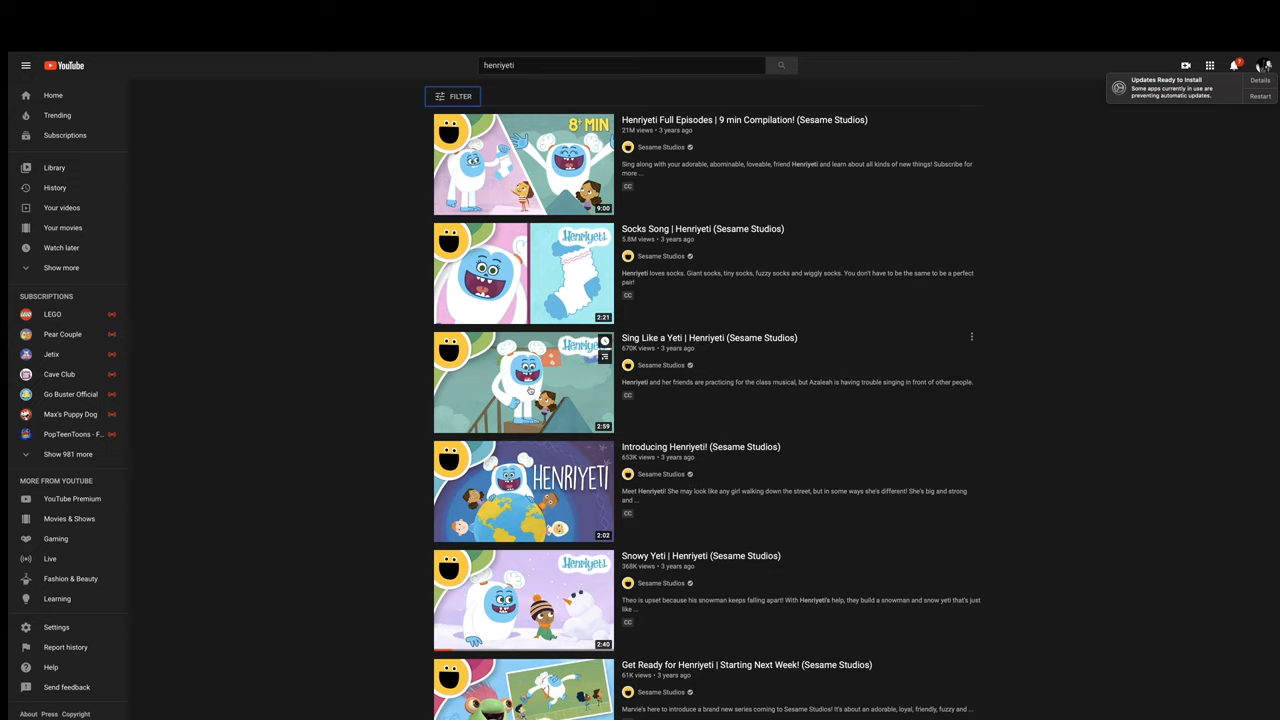 YouTube
henriyeti
7
Updates Ready to Install
Some apps currently in use are
preventing automatic updates.
Details
Restart
Home
Trending
Subscriptions
Library
History
Your videos
Your movies
Watch later
Show more
SUBSCRIPTIONS
LEGO
Pear Couple
Jetix
Cave Club
Go Buster Official
Max's Puppy Dog
PopTeenToons - F...
Show 981 more
MORE FROM YOUTUBE
YouTube Premium
Movies & Shows
Gaming
Live
Fashion & Beauty
Learning
Settings
Report history
Help
Send feedback
About Press Copyright
FILTER
8+ MIN
9:00
Henriyeti Full Episodes | 9 min Compilation! (Sesame Studios)
21M views • 3 years ago
Sesame Studios
Sing along with your adorable, abominable, loveable, friend Henriyeti and learn about all kinds of new things! Subscribe for
more ...
CC
Henriyeti
2:21
Socks Song | Henriyeti (Sesame Studios)
5.8M views • 3 years ago
Sesame Studios
Henriyeti loves socks. Giant socks, tiny socks, fuzzy socks and wiggly socks. You don't have to be the same to be a perfect
pair!
CC
2:59
Sing Like a Yeti | Henriyeti (Sesame Studios)
670K views • 3 years ago
Sesame Studios
Henriyeti and her friends are practicing for the class musical, but Azaleah is having trouble singing in front of other people.
CC
HENRIYETI
2:02
Introducing Henriyeti! (Sesame Studios)
653K views • 3 years ago
Sesame Studios
Meet Henriyeti! She may look like any girl walking down the street, but in some ways she's different! She's big and strong
and ...
CC
Henriyeti
2:40
Snowy Yeti | Henriyeti (Sesame Studios)
368K views • 3 years ago
Sesame Studios
Theo is upset because his snowman keeps falling apart! With Henriyeti's help, they build a snowman and snow yeti that's just
like ...
CC
Get Ready for Henriyeti | Starting Next Week! (Sesame Studios)
61K views • 3 years ago
Sesame Studios
Marvie's here to introduce a brand new series coming to Sesame Studios! It's about an adorable, loyal, friendly, fuzzy and ...